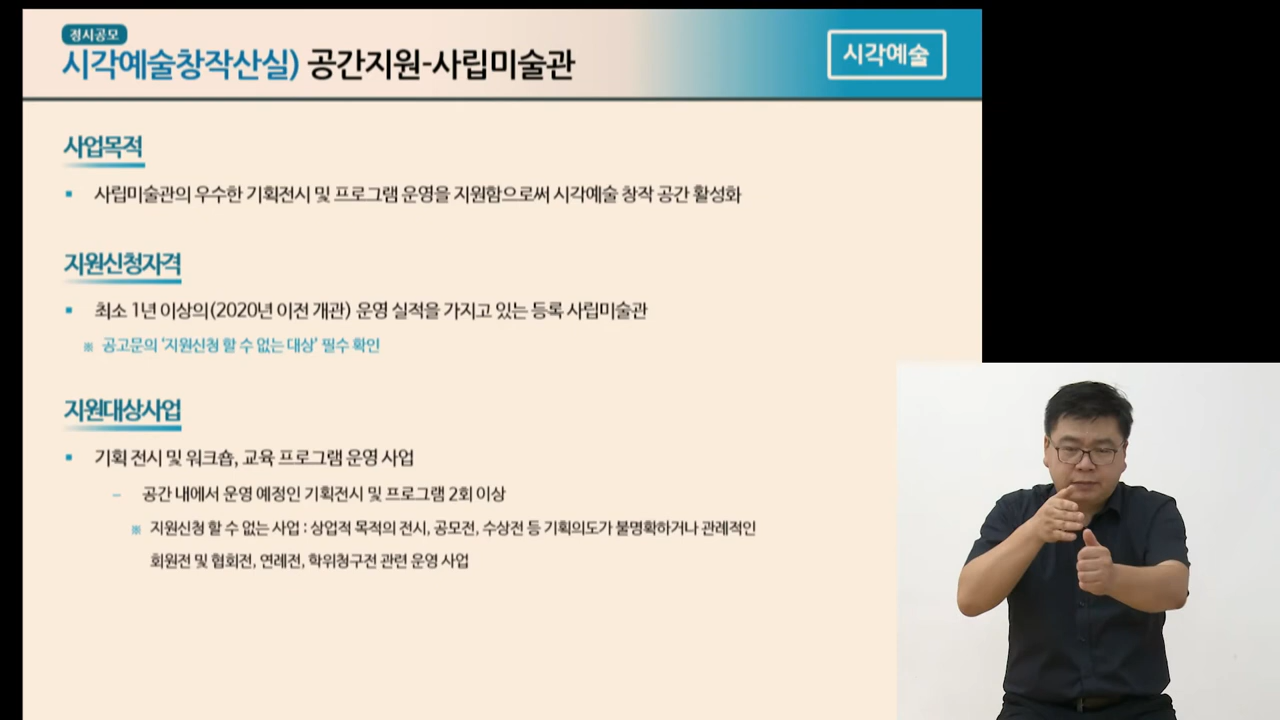 정시공모
시각예술창작산실) 공간지원-사립미술관
시각예술
사업목적
▪ 사립미술관의 우수한 기획전시 및 프로그램 운영을 지원함으로써 시각예술 창작 공간 활성화
지원신청자격
▪ 최소 1년 이상의(2020년 이전 개관) 운영 실적을 가지고 있는 등록 사립미술관
※ 공고문의 ‘지원신청 할 수 없는 대상’ 필수 확인
지원대상사업
▪ 기획 전시 및 워크숍, 교육 프로그램 운영 사업
– 공간 내에서 운영 예정인 기획전시 및 프로그램 2회 이상
※ 지원신청 할 수 없는 사업 : 상업적 목적의 전시, 공모전, 수상전 등 기획의도가 불명확하거나 관례적인
회원전 및 협회전, 연례전, 학위청구전 관련 운영 사업